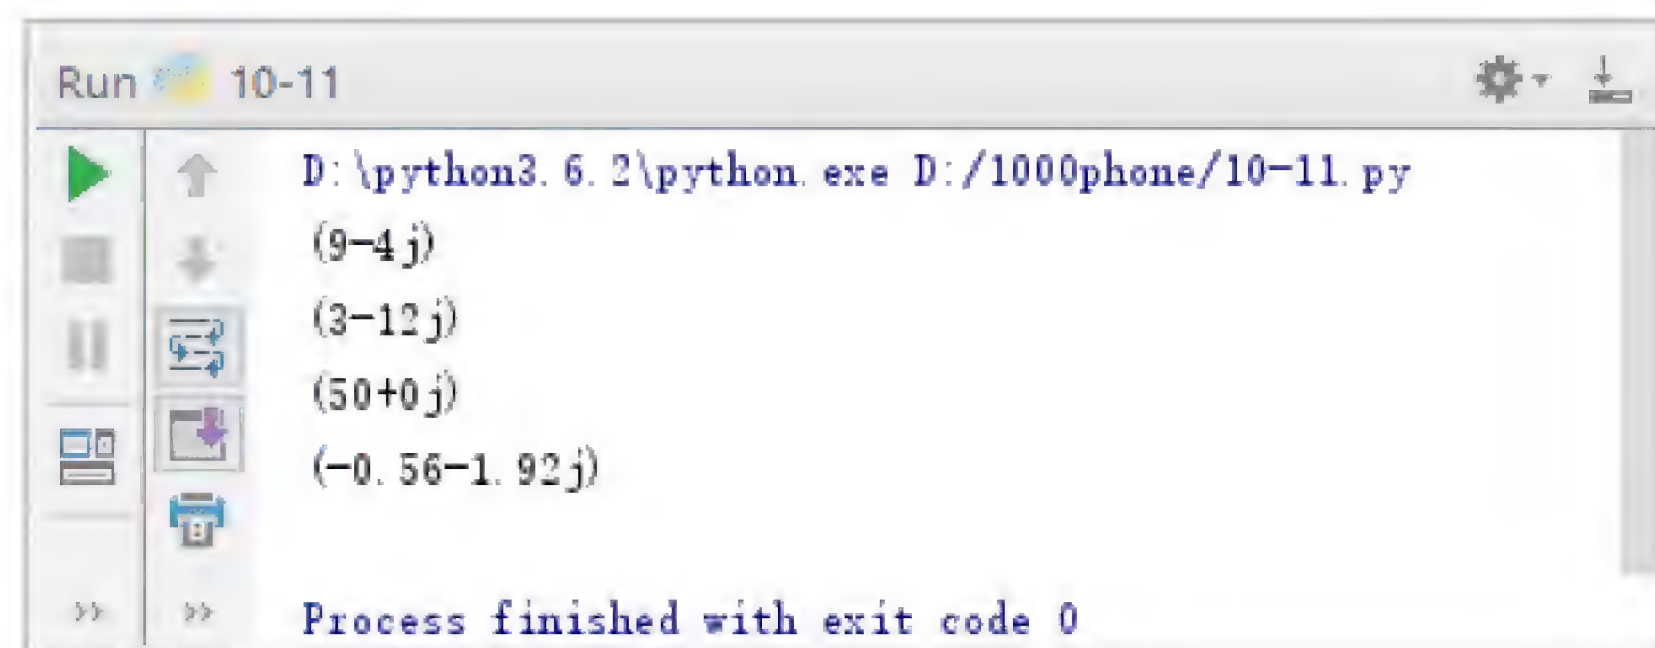 Run 10-11
D:\python3.6.2\python.exe D:/1000phone/10-11.py
(9-4j)
(3-12j)
(50+0j)
(-0.56-1.92j)
Process finished with exit code 0